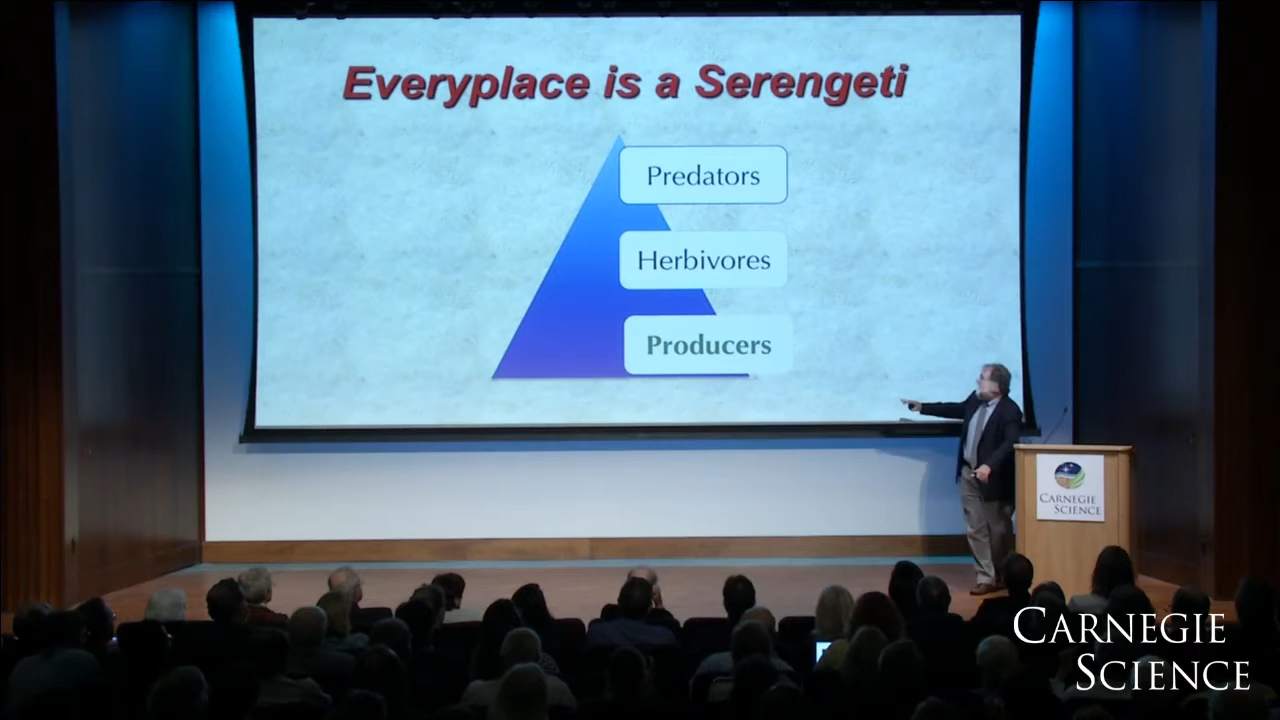 Everyplace is a Serengeti
Predators
Herbivores
Producers
CARNEGIE
SCIENCE
CARNEGIE
SCIENCE